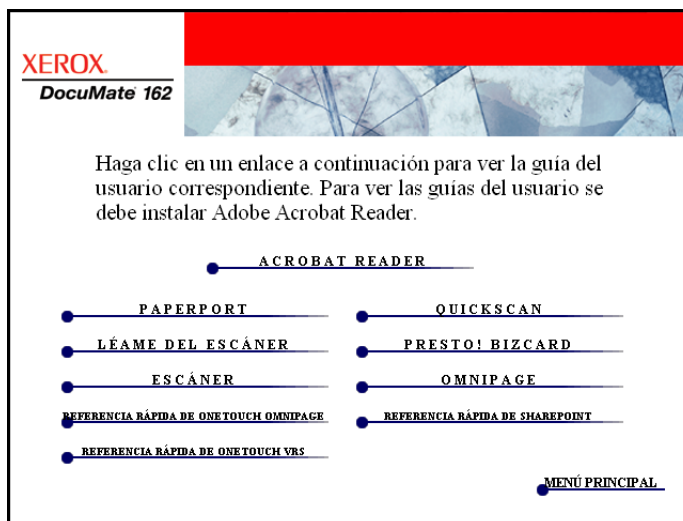 XEROX.
DocuMate 162
Haga clic en un enlace a continuación para ver la guía del
usuario correspondiente. Para ver las guías del usuario se
debe instalar Adobe Acrobat Reader.
ACROBAT READER
PAPERPORT
QUICKSCAN
LÉAME DEL ESCÁNER
PRESTO! BIZCARD
ESCÁNER
OMNIPAGE
REFERENCIA RÁPIDA DE ONETOUCH OMNIPAGE
REFERENCIA RÁPIDA DE SHAREPOINT
REFERENCIA RÁPIDA DE ONETOUCH VRS
MENÚ PRINCIPAL